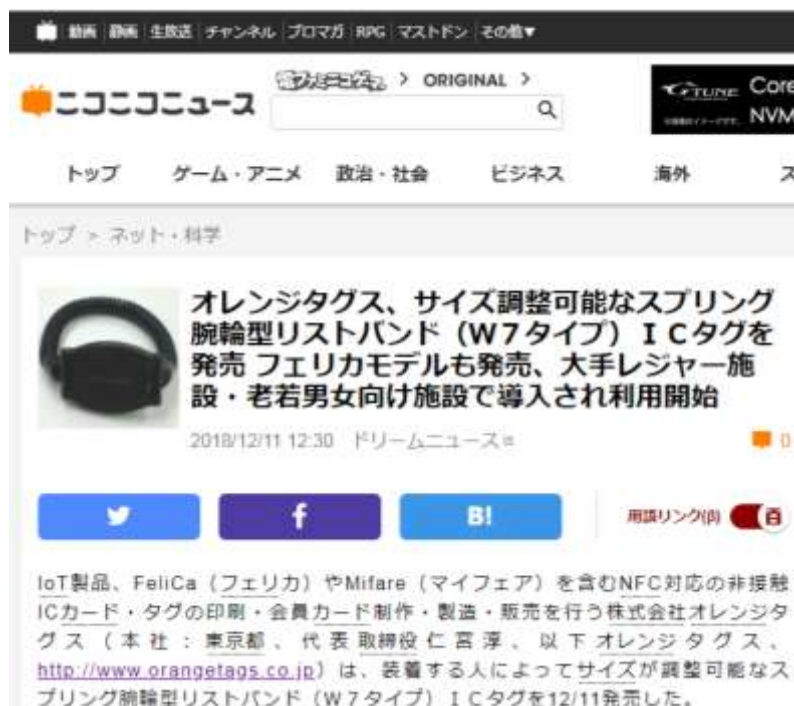 動画 静画 生放送 チャンネル ブロマガ RPG マストドン その他▼
ORIGINAL >
ニコニコニュース
G TUNE Core
NVM
トップ ゲーム・アニメ 政治・社会 ビジネス 海外 ス
トップ > ネット・科学
オレンジタグス、サイズ調整可能なスプリング
腕輪型リストバンド（W７タイプ）ＩＣタグを
発売 フェリカモデルも発売、大手レジャー施
設・老若男女向け施設で導入され利用開始
2018/12/11 12:30 ドリームニュース
0
f
B!
用語リンク(β)
IoT製品、FeliCa（フェリカ）やMifare（マイフェア）を含むNFC対応の非接触
ICカード・タグの印刷・会員カード制作・製造・販売を行う株式会社オレンジタ
グス（本社：東京都、代表取締役仁宮淳、以下オレンジタグス、
http://www.orangetags.co.jp）は、装着する人によってサイズが調整可能なス
プリング腕輪型リストバンド（W７タイプ）ＩＣタグを12/11発売した。